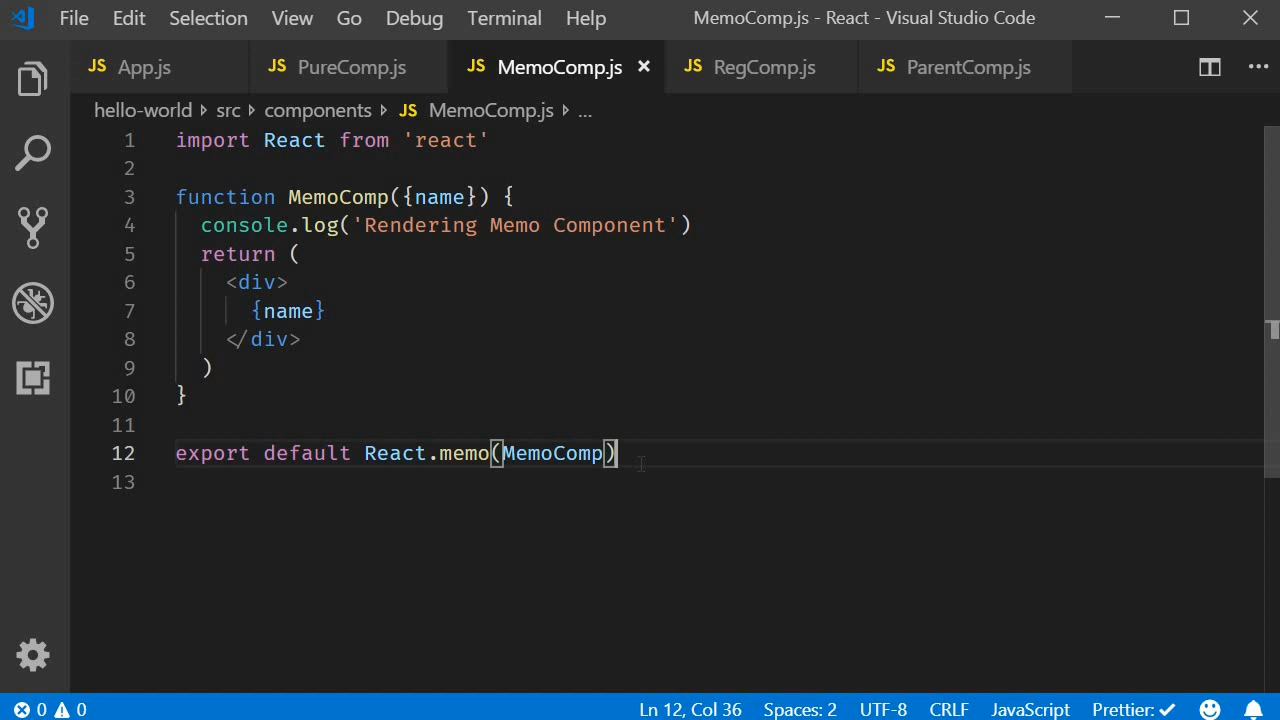 File Edit Selection View Go Debug Terminal Help MemoComp.js - React - Visual Studio Code
JS App.js JS PureComp.js JS MemoComp.js × JS RegComp.js JS ParentComp.js
hello-world › src › components › JS MemoComp.js › ...
1 import React from 'react'
2
3 function MemoComp({name}) {
4 console.log('Rendering Memo Component')
5 return (
6 <div>
7 {name}
8 </div>
9 )
10 }
11
12 export default React.memo(MemoComp)
13
0 0 Ln 12, Col 36 Spaces: 2 UTF-8 CRLF JavaScript Prettier: ✓